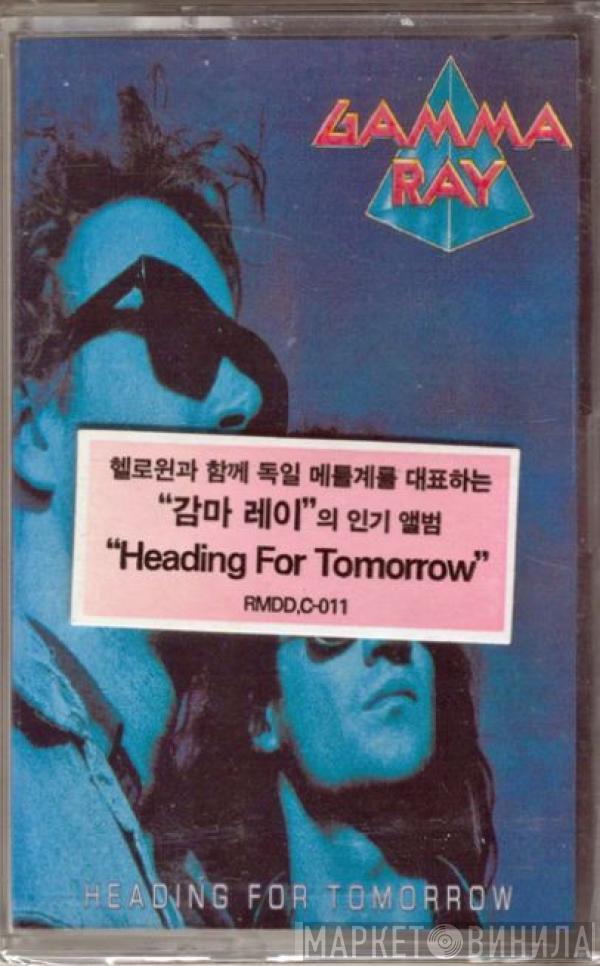 GAMMA
RAY
헬로윈과 함께 독일 메틀계를 대표하는
“감마 레이”의 인기 앨범
“Heading For Tomorrow”
RMDD,C-011
HEADING FOR TOMORROW
МАРКЕТ ВИНИЛА